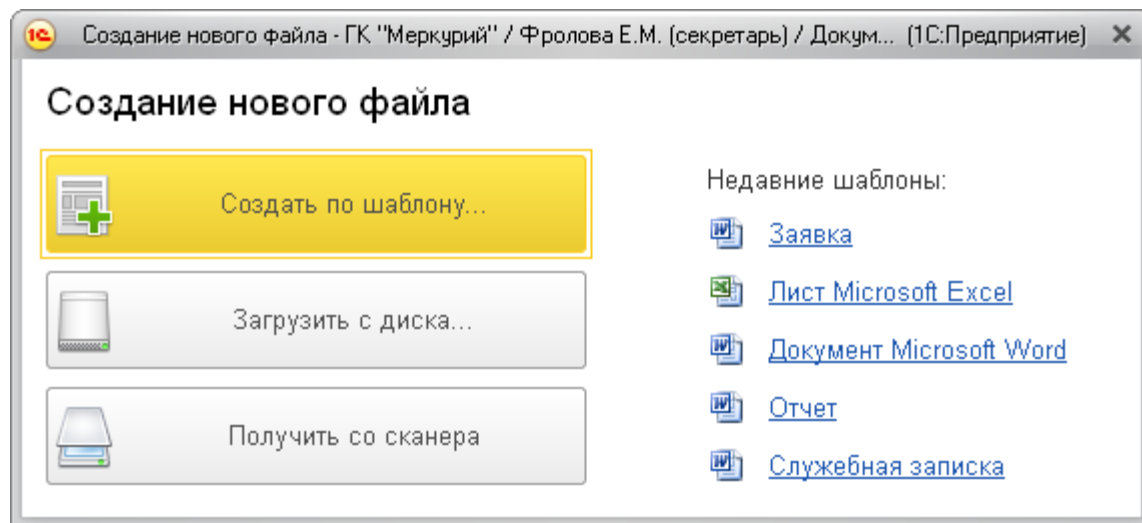 1С Создание нового файла - ГК "Меркурий" / Фролова Е.М. (секретарь) / Докум... (1С:Предприятие)
Создание нового файла
Создать по шаблону...
Загрузить с диска...
Получить со сканера
Недавние шаблоны:
Заявка
Лист Microsoft Excel
Документ Microsoft Word
Отчет
Служебная записка